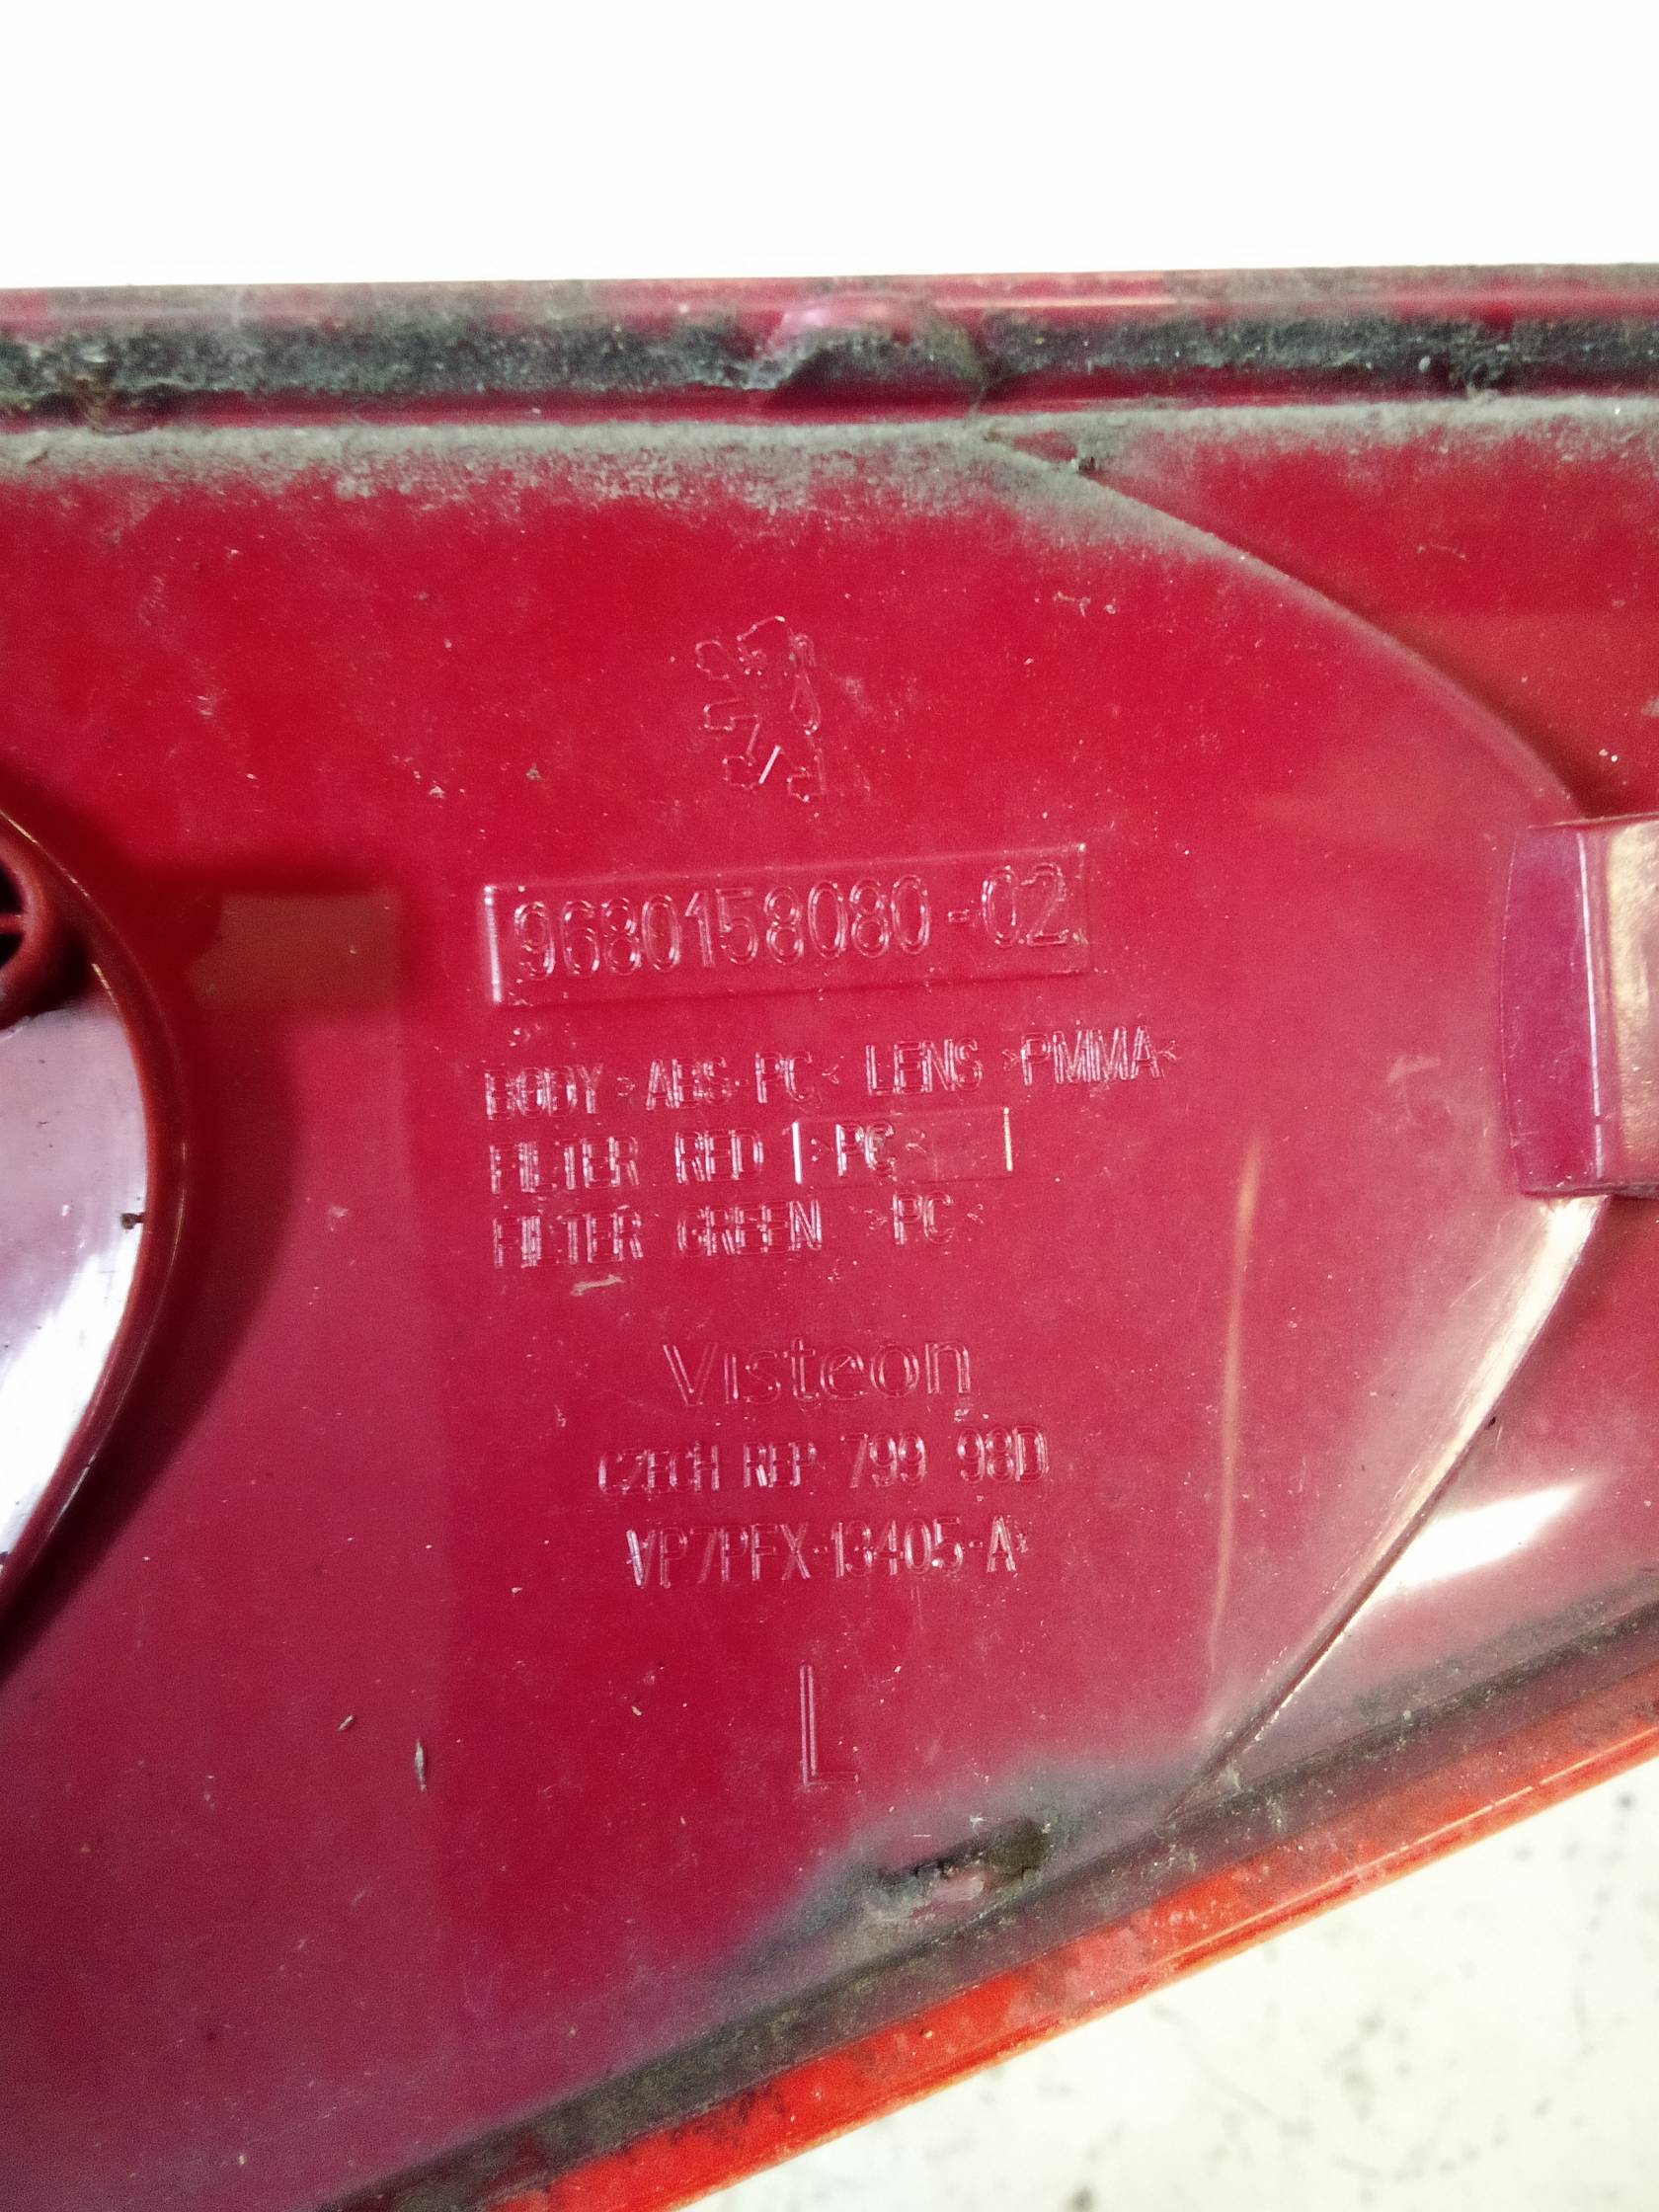 9680158080-02
BODY >ABS-PC< LENS >PMMA<
FILTER RED 1 >PC<
FILTER GREEN >PC<
Visteon
CZECH REP 799 98D
VP7PFX-13405-A
L